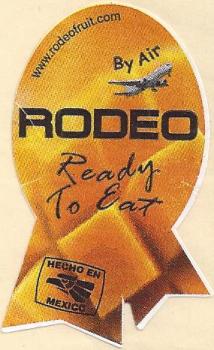 www.rodeofruit.com
By Air
RODEO
Ready
To Eat
HECHO EN
MEXICO